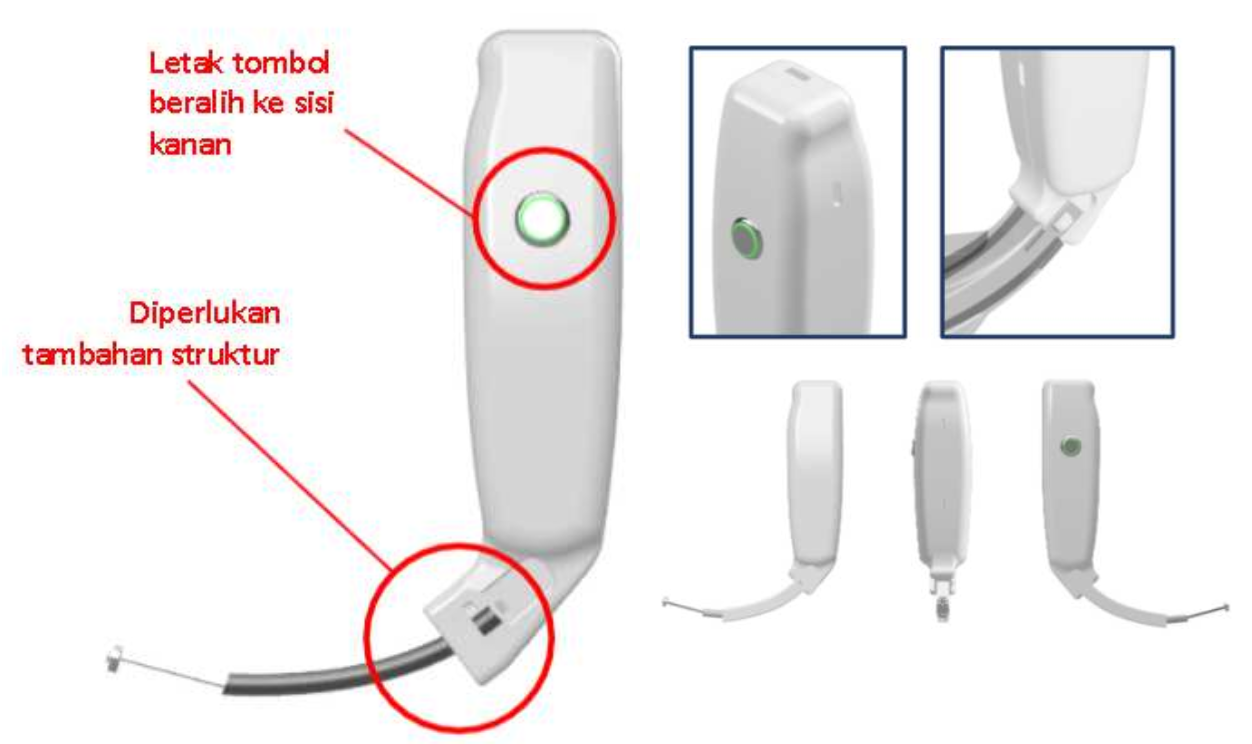 Letak tombol
beralih ke sisi
kanan
Diperlukan
tambahan struktur